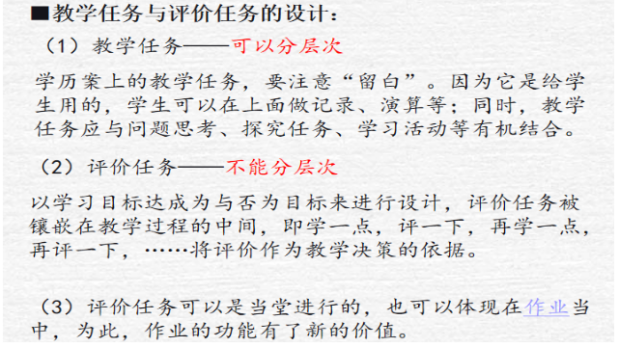 ■教学任务与评价任务的设计：
（1）教学任务——可以分层次
学历案上的教学任务，要注意“留白”。因为它是给学
生用的，学生可以在上面做记录、演算等；同时，教学
任务应与问题思考、探究任务、学习活动等有机结合。
（2）评价任务——不能分层次
以学习目标达成为与否为目标来进行设计，评价任务被
镶嵌在教学过程的中间，即学一点，评一下，再学一点，
再评一下，……将评价作为教学决策的依据。
（3）评价任务可以是当堂进行的，也可以体现在作业当
中，为此，作业的功能有了新的价值。